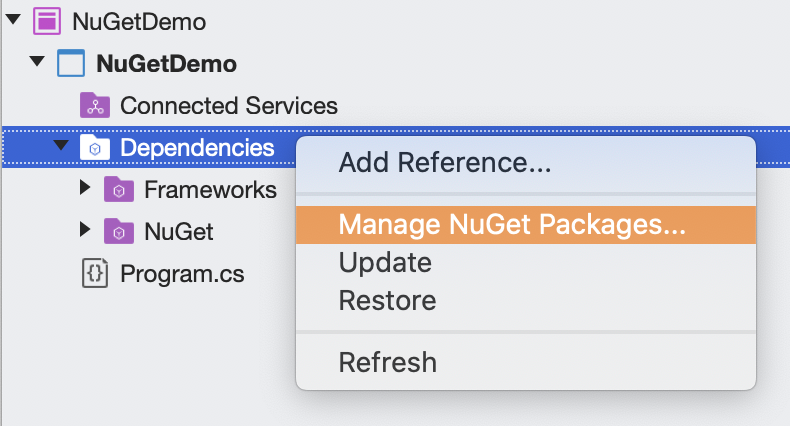 NuGetDemo
NuGetDemo
Connected Services
Dependencies
Add Reference...
Frameworks
Manage NuGet Packages...
NuGet
Update
Program.cs
Restore
Refresh